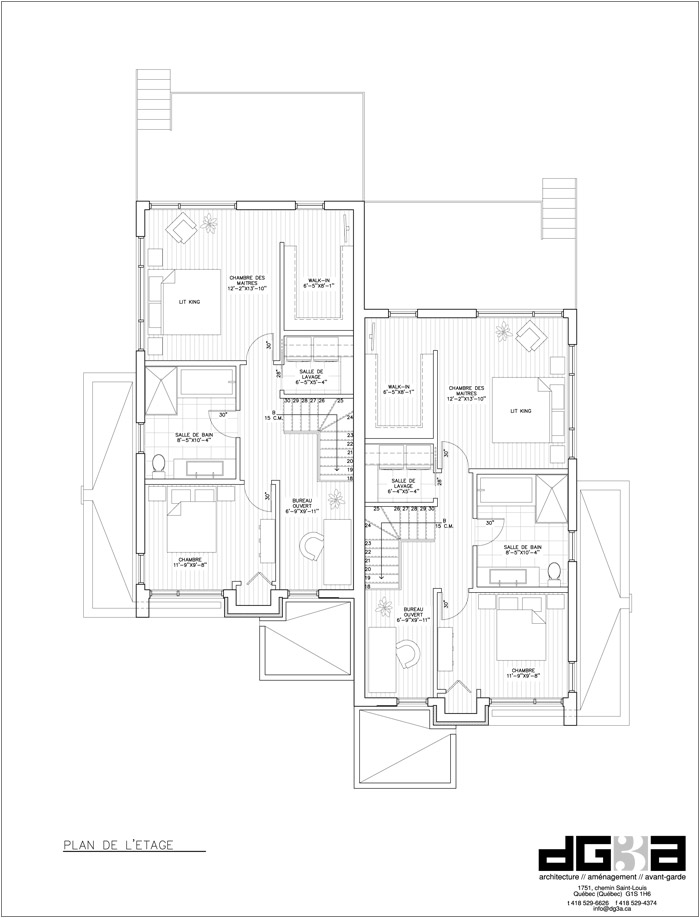 CHAMBRE DES
MAITRES
12'-2"X13'-10"
LIT KING
WALK-IN
6'-5"X8'-1"
30"
28"
SALLE DE
LAVAGE
6'-5"X5'-4"
30 29 28 27 26 25
8
15 C.M.
24
23
22
21
20
19
18
30"
SALLE DE BAIN
8'-5"X10'-4"
30"
BUREAU
OUVERT
6'-9"X9'-11"
CHAMBRE
11'-9"X9'-8"
WALK-IN
6'-5"X8'-1"
CHAMBRE DES
MAITRES
12'-2"X13'-10"
LIT KING
30"
28"
SALLE DE
LAVAGE
6'-4"X5'-4"
25 26 27 28 29 30
8
15 C.M.
24
23
22
21
20
19
18
30"
SALLE DE BAIN
8'-5"X10'-4"
30"
BUREAU
OUVERT
6'-9"X9'-11"
CHAMBRE
11'-9"X9'-8"
PLAN DE L'ETAGE
dG3a
architecture // aménagement // avant-garde
1751, chemin Saint-Louis
Québec (Québec) G1S 1H6
t 418 529-6626 f 418 529-4374
info@dg3a.ca